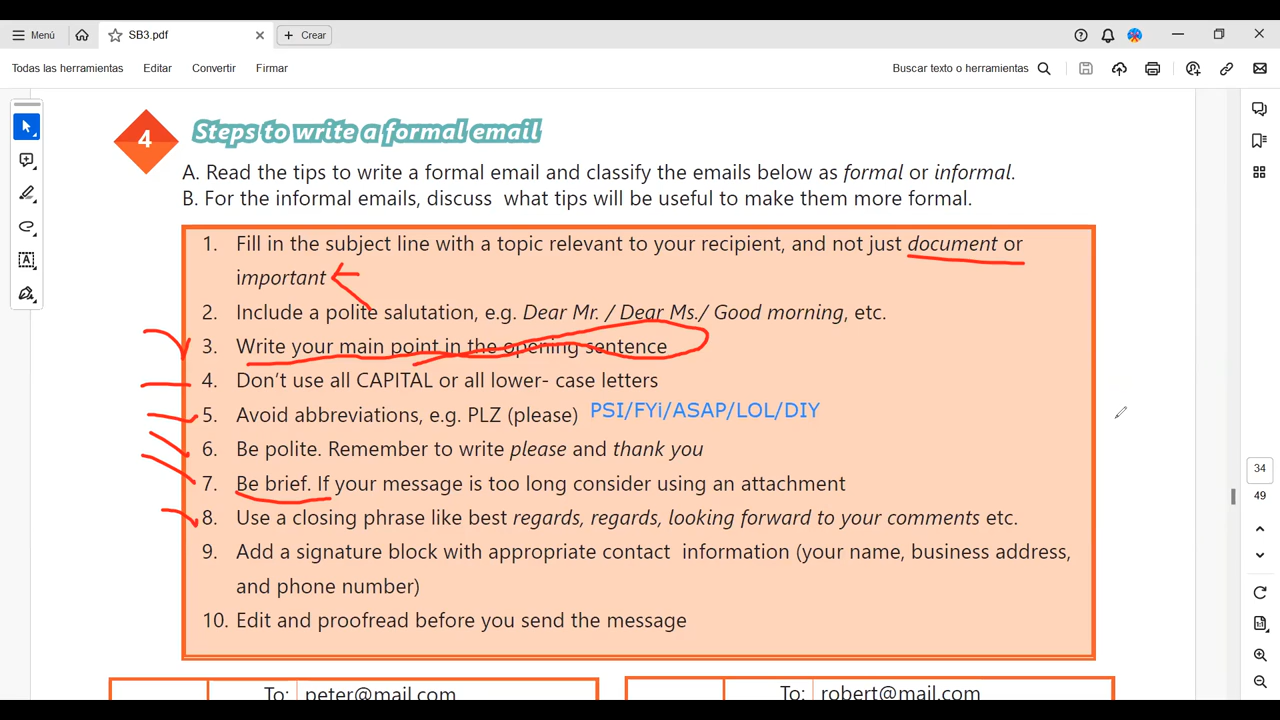 Menú
SB3.pdf
Crear
Todas las herramientas
Editar
Convertir
Firmar
Buscar texto o herramientas
4
Steps to write a formal email
A. Read the tips to write a formal email and classify the emails below as formal or informal.
B. For the informal emails, discuss what tips will be useful to make them more formal.
1. Fill in the subject line with a topic relevant to your recipient, and not just document or
important
2. Include a polite salutation, e.g. Dear Mr. / Dear Ms./ Good morning, etc.
3. Write your main point in the opening sentence
4. Don't use all CAPITAL or all lower- case letters
5. Avoid abbreviations, e.g. PLZ (please) PSI/FYi/ASAP/LOL/DIY
6. Be polite. Remember to write please and thank you
7. Be brief. If your message is too long consider using an attachment
8. Use a closing phrase like best regards, regards, looking forward to your comments etc.
9. Add a signature block with appropriate contact information (your name, business address,
and phone number)
10. Edit and proofread before you send the message
To: peter@mail.com
To: robert@mail.com
34
49